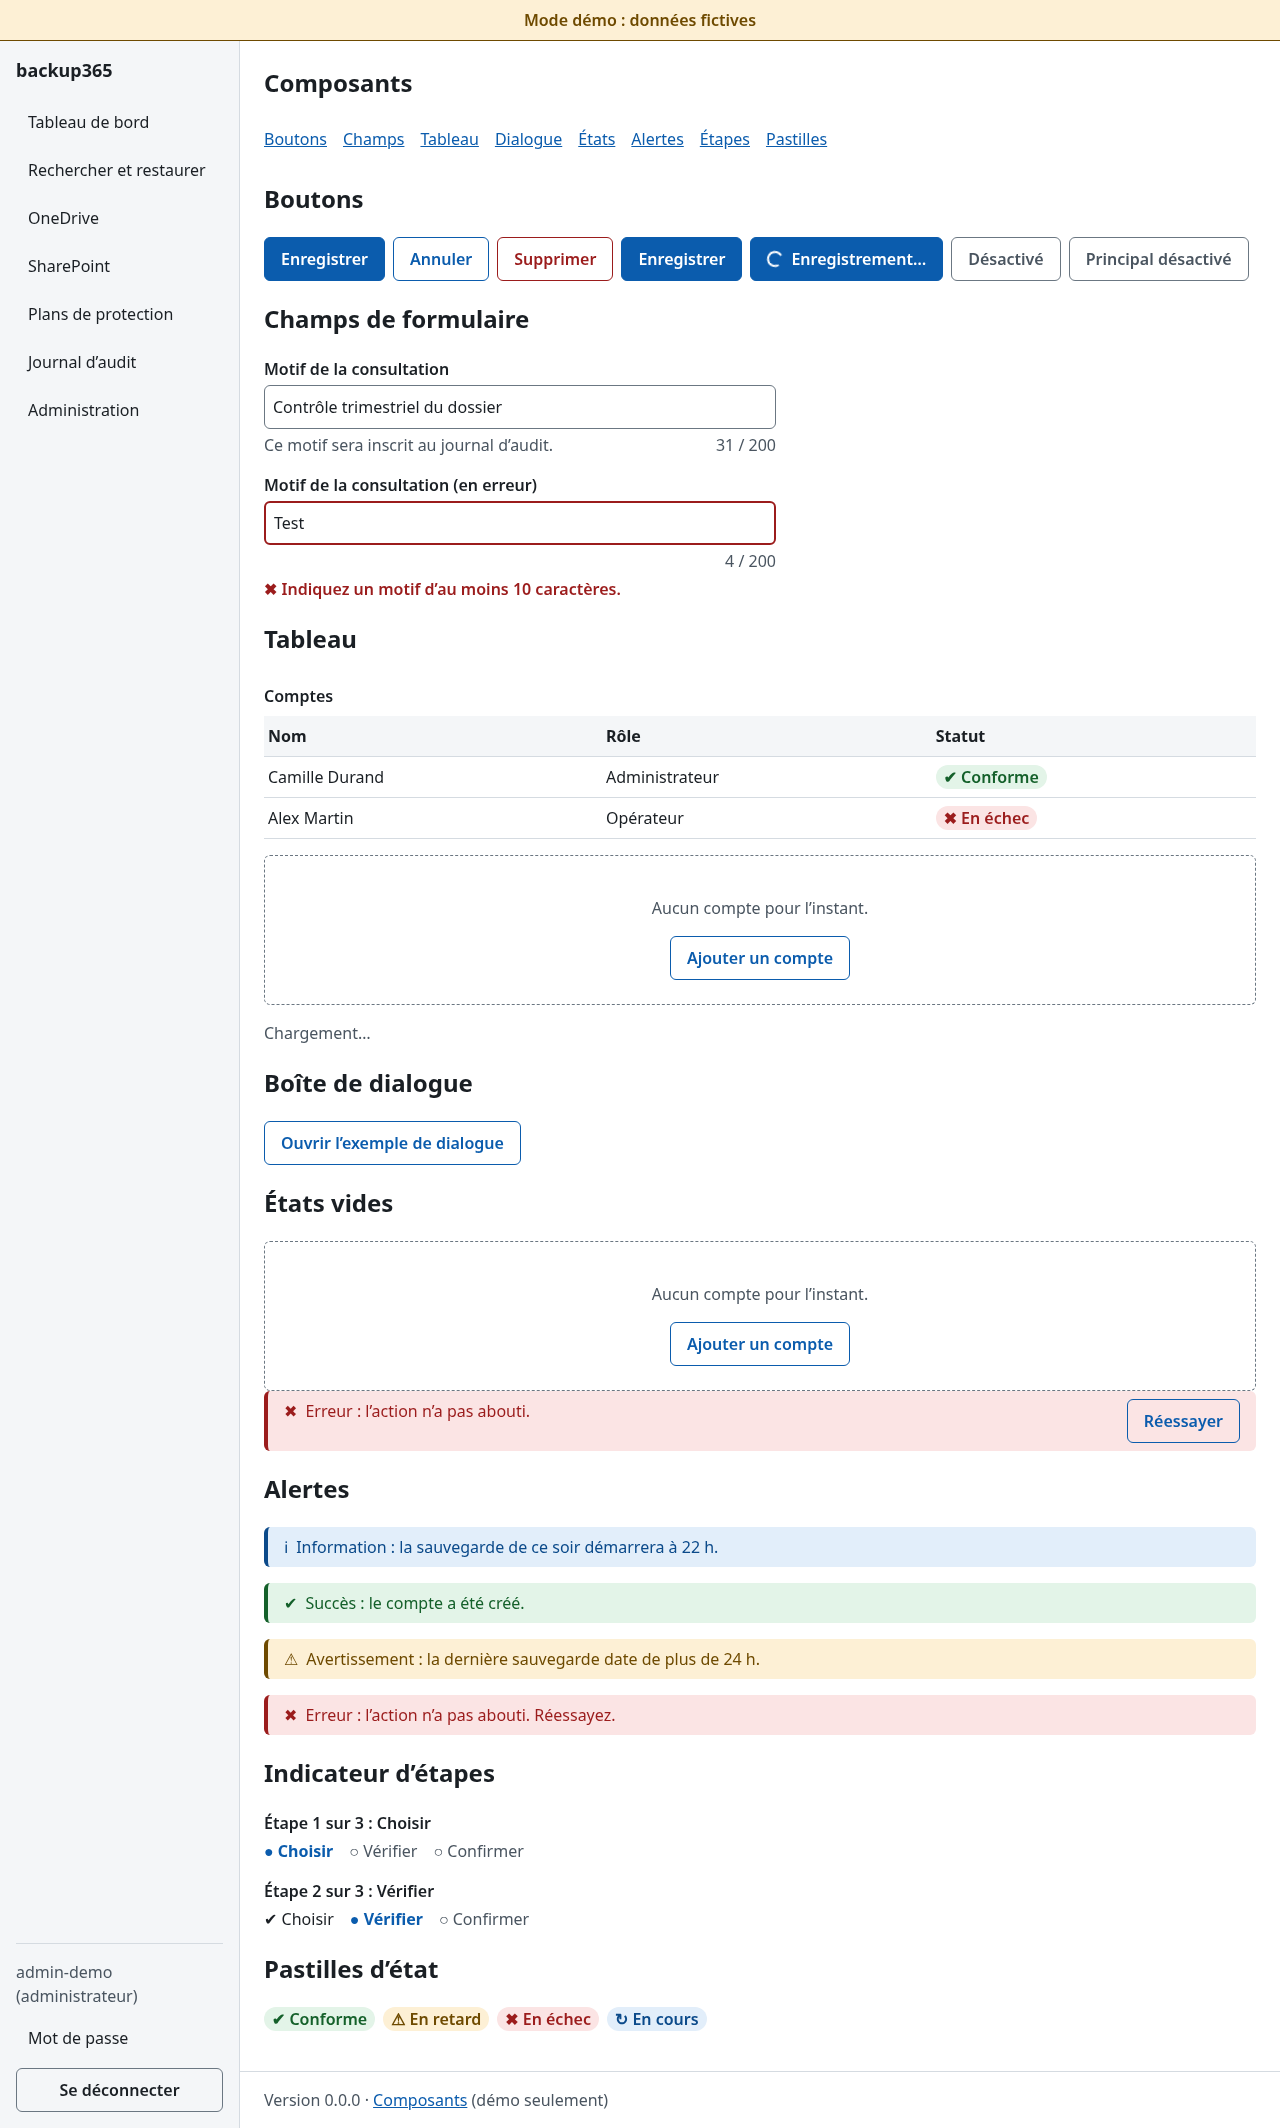 Mode démo : données fictives
backup365
Tableau de bord
Rechercher et restaurer
OneDrive
SharePoint
Plans de protection
Journal d’audit
Administration
admin-demo
(administrateur)
Mot de passe
Se déconnecter
Composants
Boutons Champs Tableau Dialogue États Alertes Étapes Pastilles
Boutons
Enregistrer Annuler Supprimer Enregistrer Enregistrement… Désactivé Principal désactivé
Champs de formulaire
Motif de la consultation
Contrôle trimestriel du dossier
Ce motif sera inscrit au journal d’audit. 31 / 200
Motif de la consultation (en erreur)
Test
4 / 200
✖ Indiquez un motif d’au moins 10 caractères.
Tableau
Comptes
Nom Rôle Statut
Camille Durand Administrateur ✔ Conforme
Alex Martin Opérateur ✖ En échec
Aucun compte pour l’instant.
Ajouter un compte
Chargement…
Boîte de dialogue
Ouvrir l’exemple de dialogue
États vides
Aucun compte pour l’instant.
Ajouter un compte
✖ Erreur : l’action n’a pas abouti. Réessayer
Alertes
i Information : la sauvegarde de ce soir démarrera à 22 h.
✔ Succès : le compte a été créé.
⚠ Avertissement : la dernière sauvegarde date de plus de 24 h.
✖ Erreur : l’action n’a pas abouti. Réessayez.
Indicateur d’étapes
Étape 1 sur 3 : Choisir
● Choisir ○ Vérifier ○ Confirmer
Étape 2 sur 3 : Vérifier
✔ Choisir ● Vérifier ○ Confirmer
Pastilles d’état
✔ Conforme ⚠ En retard ✖ En échec ↻ En cours
Version 0.0.0 · Composants (démo seulement)